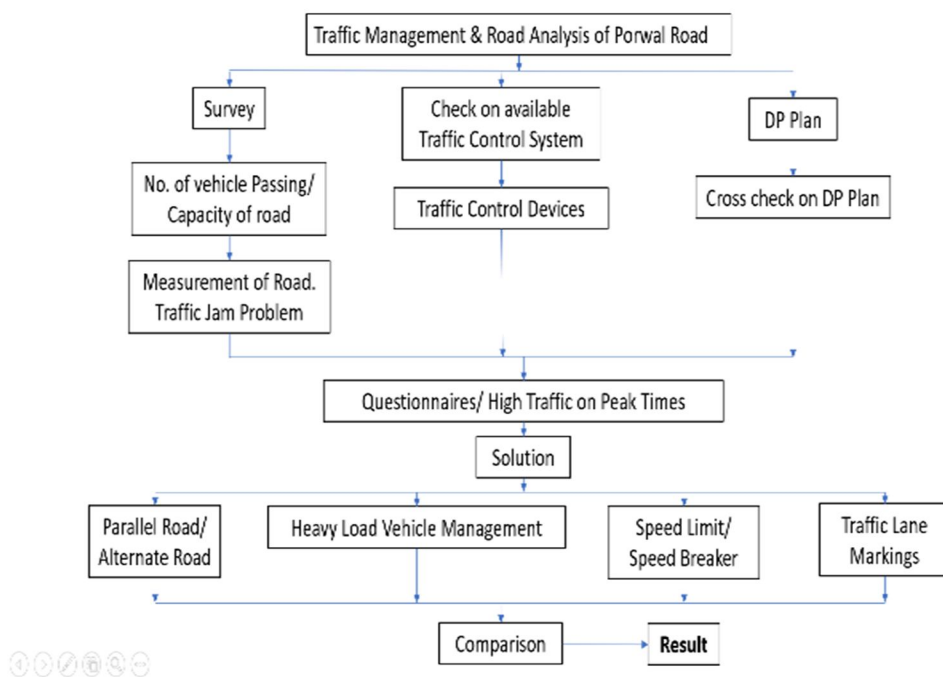 Traffic Management & Road Analysis of Porwal Road
Survey
Check on available
Traffic Control System
DP Plan
No. of vehicle Passing/
Capacity of road
Traffic Control Devices
Cross check on DP Plan
Measurement of Road.
Traffic Jam Problem
Questionnaires/ High Traffic on Peak Times
Solution
Parallel Road/
Alternate Road
Heavy Load Vehicle Management
Speed Limit/
Speed Breaker
Traffic Lane
Markings
Comparison
Result